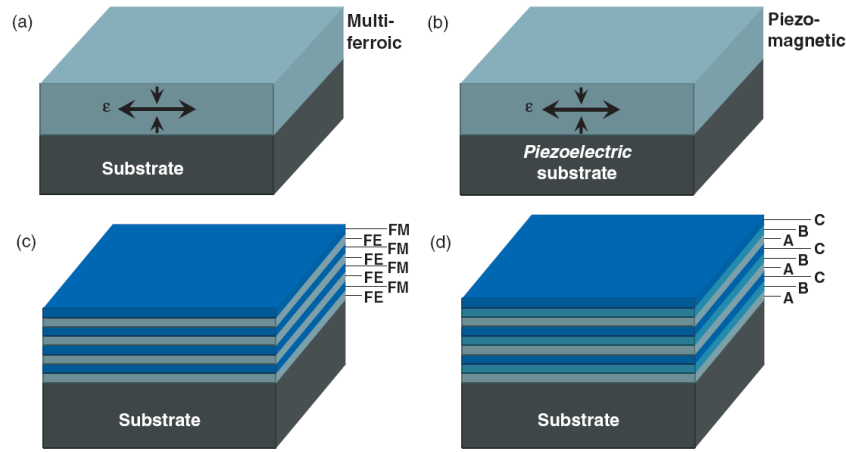 (a)
Multi-
ferroic
ε
Substrate
(b)
Piezo-
magnetic
ε
Piezoelectric
substrate
(c)
FM
FE
FM
FE
FM
FE
FM
FE
Substrate
(d)
C
B
A
C
B
A
C
B
A
Substrate